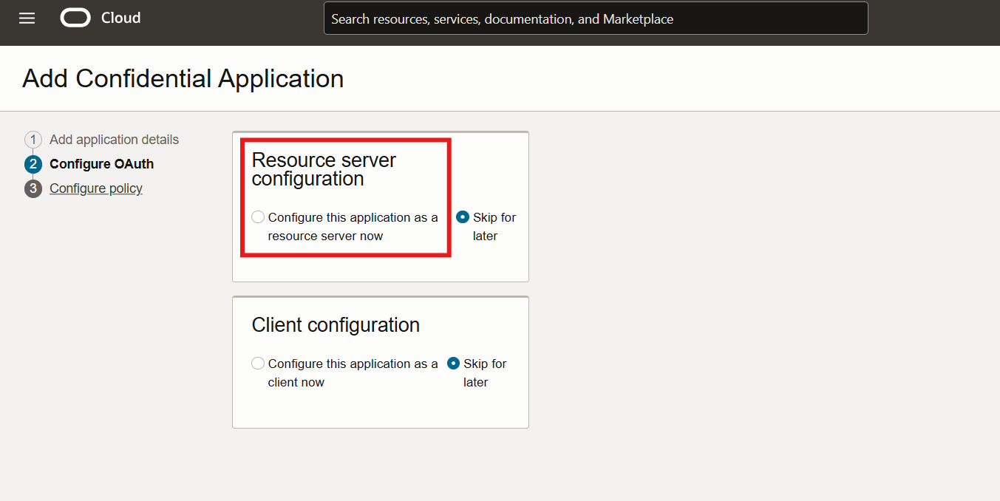 Cloud
Search resources, services, documentation, and Marketplace
Add Confidential Application
1 Add application details
2 Configure OAuth
3 Configure policy
Resource server
configuration
Configure this application as a
resource server now
Skip for
later
Client configuration
Configure this application as a
client now
Skip for
later